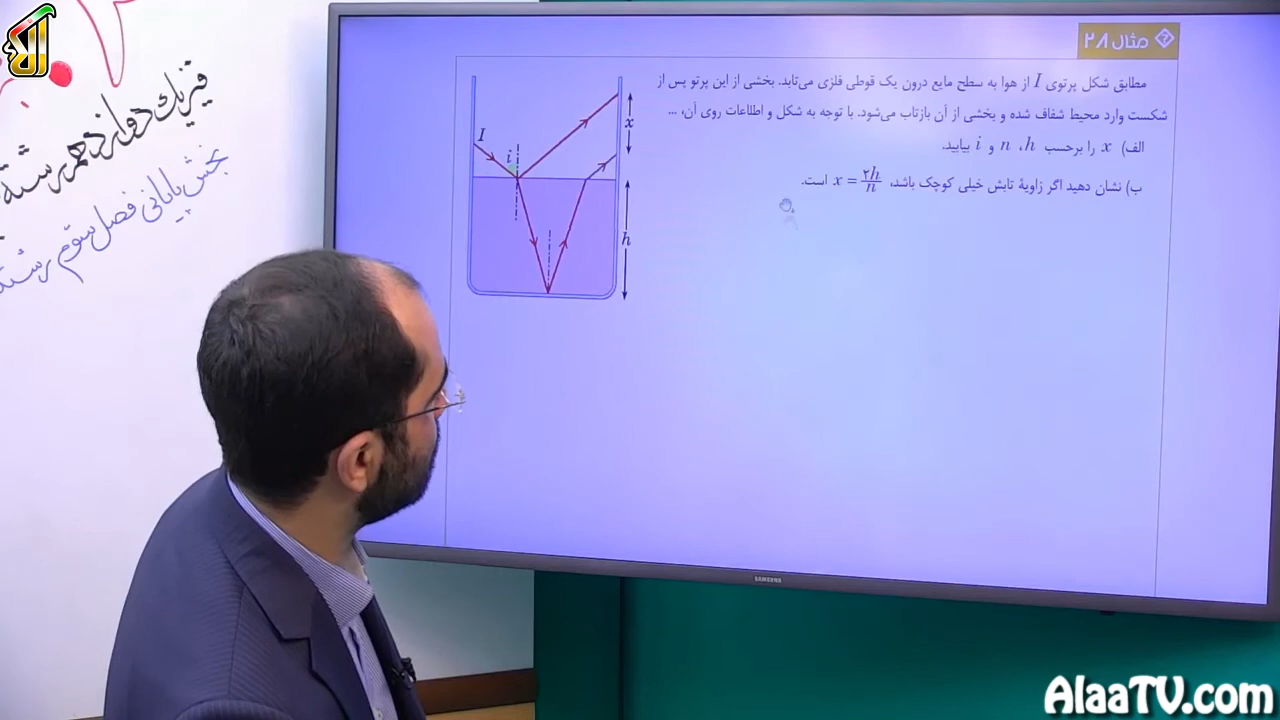 مثال ۲۸
مطابق شکل پرتوی I از هوا به سطح مایع درون یک قوطی فلزی می‌تابد. بخشی از این پرتو پس از
شکست وارد محیط شفاف شده و بخشی از آن بازتاب می‌شود. با توجه به شکل و اطلاعات روی آن، ...
الف) x را برحسب h، n و i بیابید.
ب) نشان دهید اگر زاویهٔ تابش خیلی کوچک باشد، x = ۲h/n است.
I
i
x
h
فیزیک دوازدهم رشتهٔ
بخش پایانی فصل سوم
SAMSUNG
AlaaTV.com